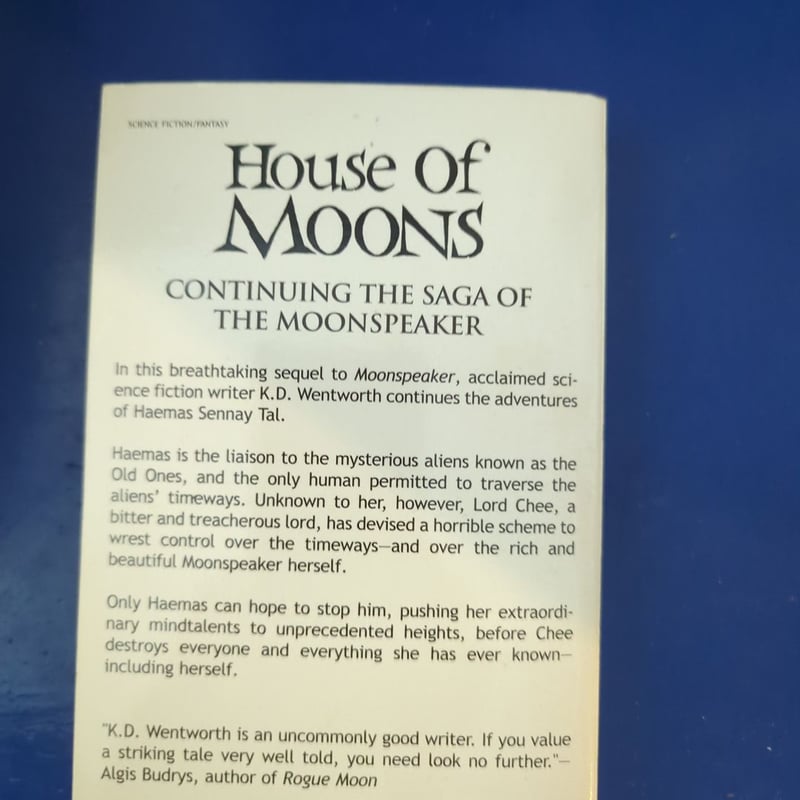 SCIENCE FICTION/FANTASY
House Of
MOONS
CONTINUING THE SAGA OF
THE MOONSPEAKER
In this breathtaking sequel to Moonspeaker, acclaimed sci-
ence fiction writer K.D. Wentworth continues the adventures
of Haemas Sennay Tal.
Haemas is the liaison to the mysterious aliens known as the
Old Ones, and the only human permitted to traverse the
aliens' timeways. Unknown to her, however, Lord Chee, a
bitter and treacherous lord, has devised a horrible scheme to
wrest control over the timeways—and over the rich and
beautiful Moonspeaker herself.
Only Haemas can hope to stop him, pushing her extraordi-
nary mindtalents to unprecedented heights, before Chee
destroys everyone and everything she has ever known—
including herself.
"K.D. Wentworth is an uncommonly good writer. If you value
a striking tale very well told, you need look no further."—
Algis Budrys, author of Rogue Moon